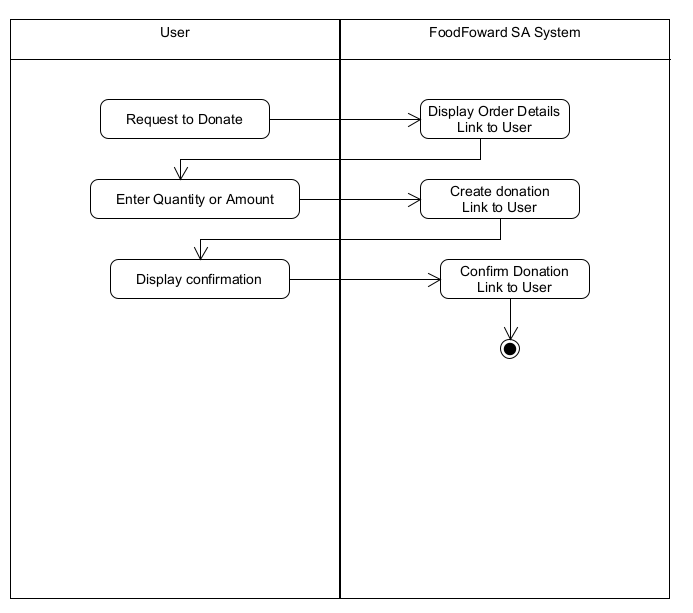 User
FoodFoward SA System
Request to Donate
Display Order Details
Link to User
Enter Quantity or Amount
Create donation
Link to User
Display confirmation
Confirm Donation
Link to User